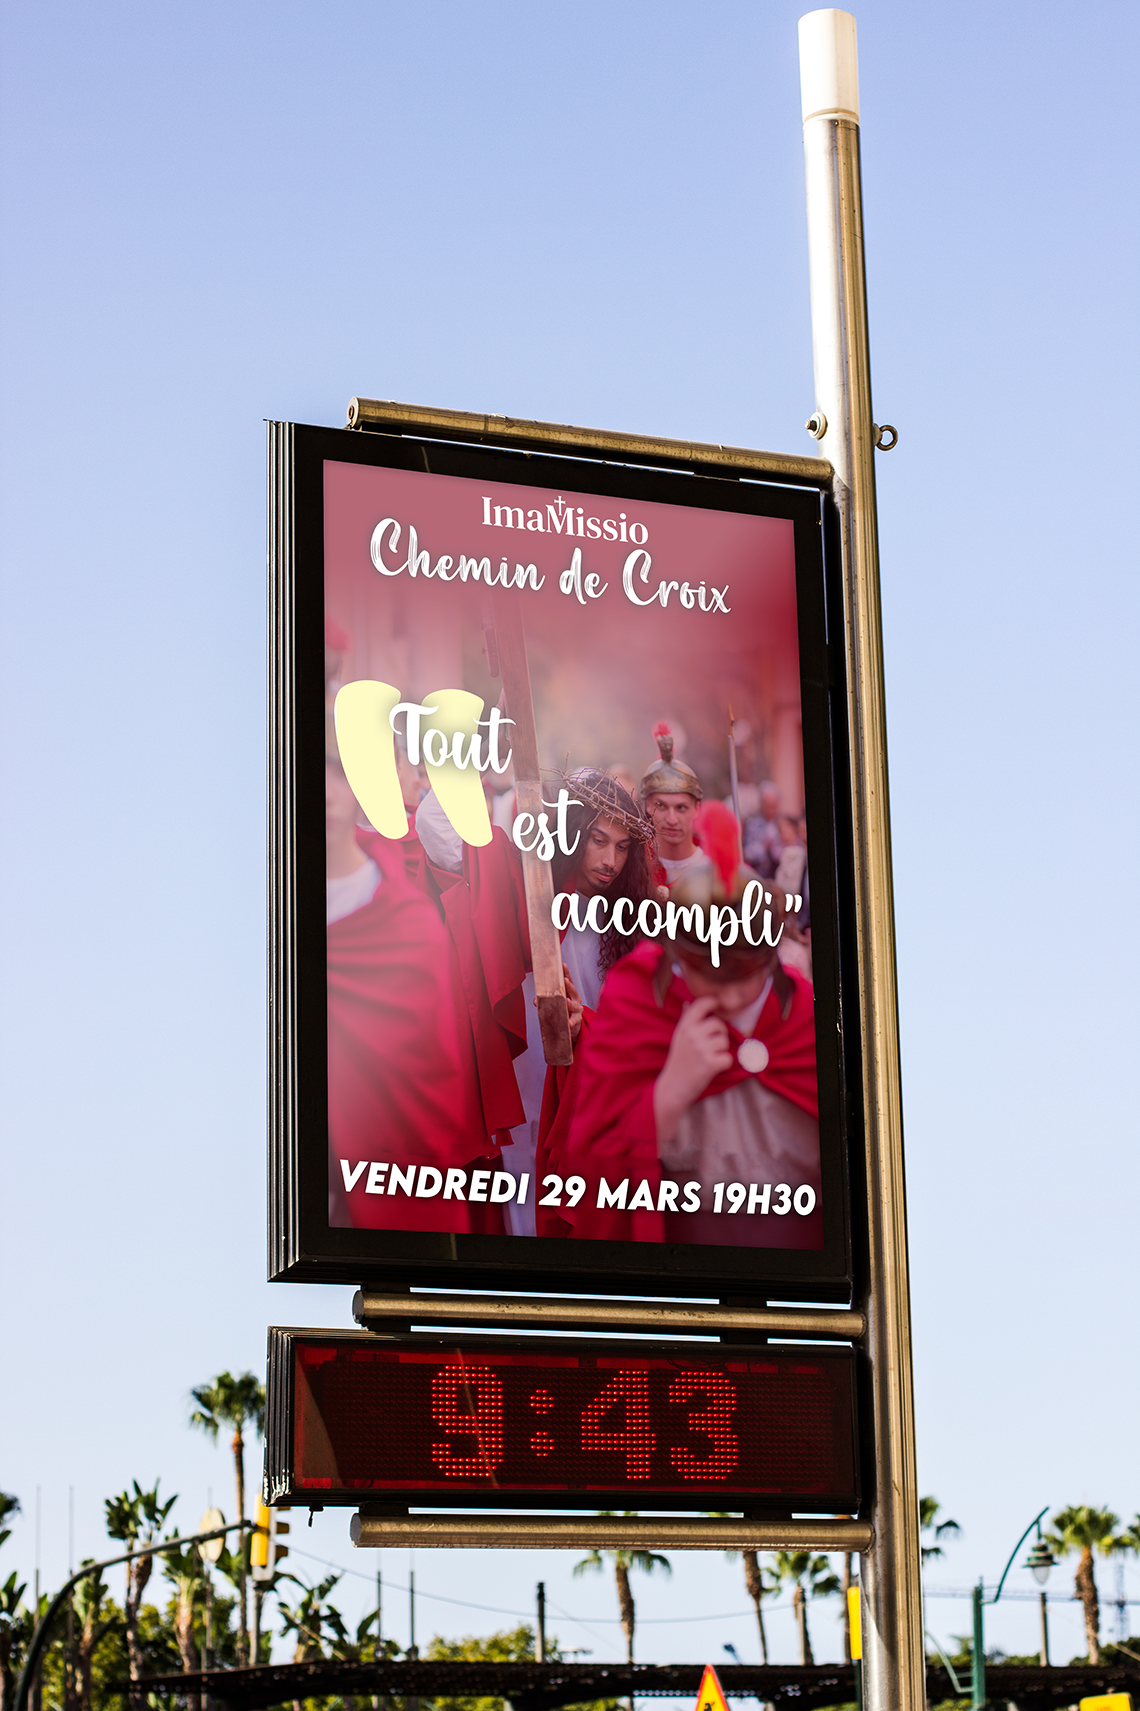 ImaMissio
Chemin de Croix
Tout
est
accompli”
VENDREDI 29 MARS 19H30
9:43